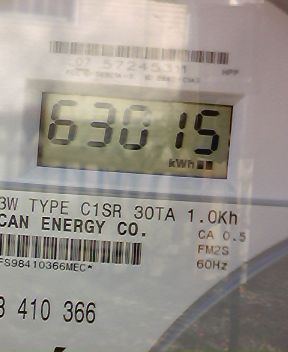 63015
kWh
3W TYPE C1SR 30TA 1.0Kh
CAN ENERGY CO.
CA 0.5
FM2S
60Hz
FS98410366MEC*
8 410 366